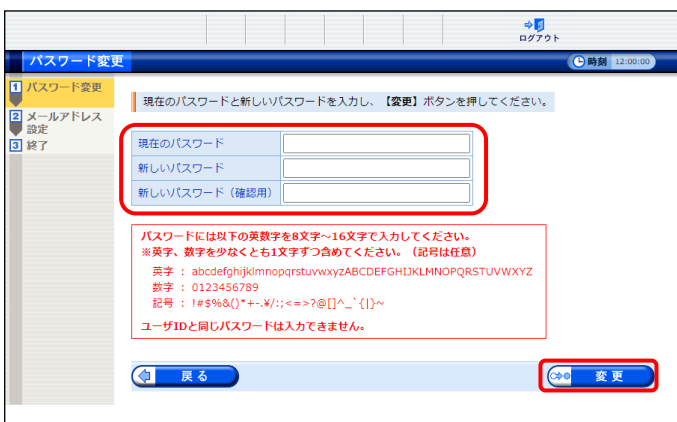 ログアウト
パスワード変更
時刻 12:00:00
1 パスワード変更
2 メールアドレス
設定
3 終了
現在のパスワードと新しいパスワードを入力し、【変更】ボタンを押してください。
現在のパスワード
新しいパスワード
新しいパスワード（確認用）
パスワードには以下の英数字を8文字～16文字で入力してください。
※英字、数字を少なくとも1文字ずつ含めてください。（記号は任意）
英字 : abcdefghijklmnopqrstuvwxyzABCDEFGHIJKLMNOPQRSTUVWXYZ
数字 : 0123456789
記号 : !#$%&()*+-.¥/:;<=>?@[]^_`{|}~
ユーザIDと同じパスワードは入力できません。
戻る
変更